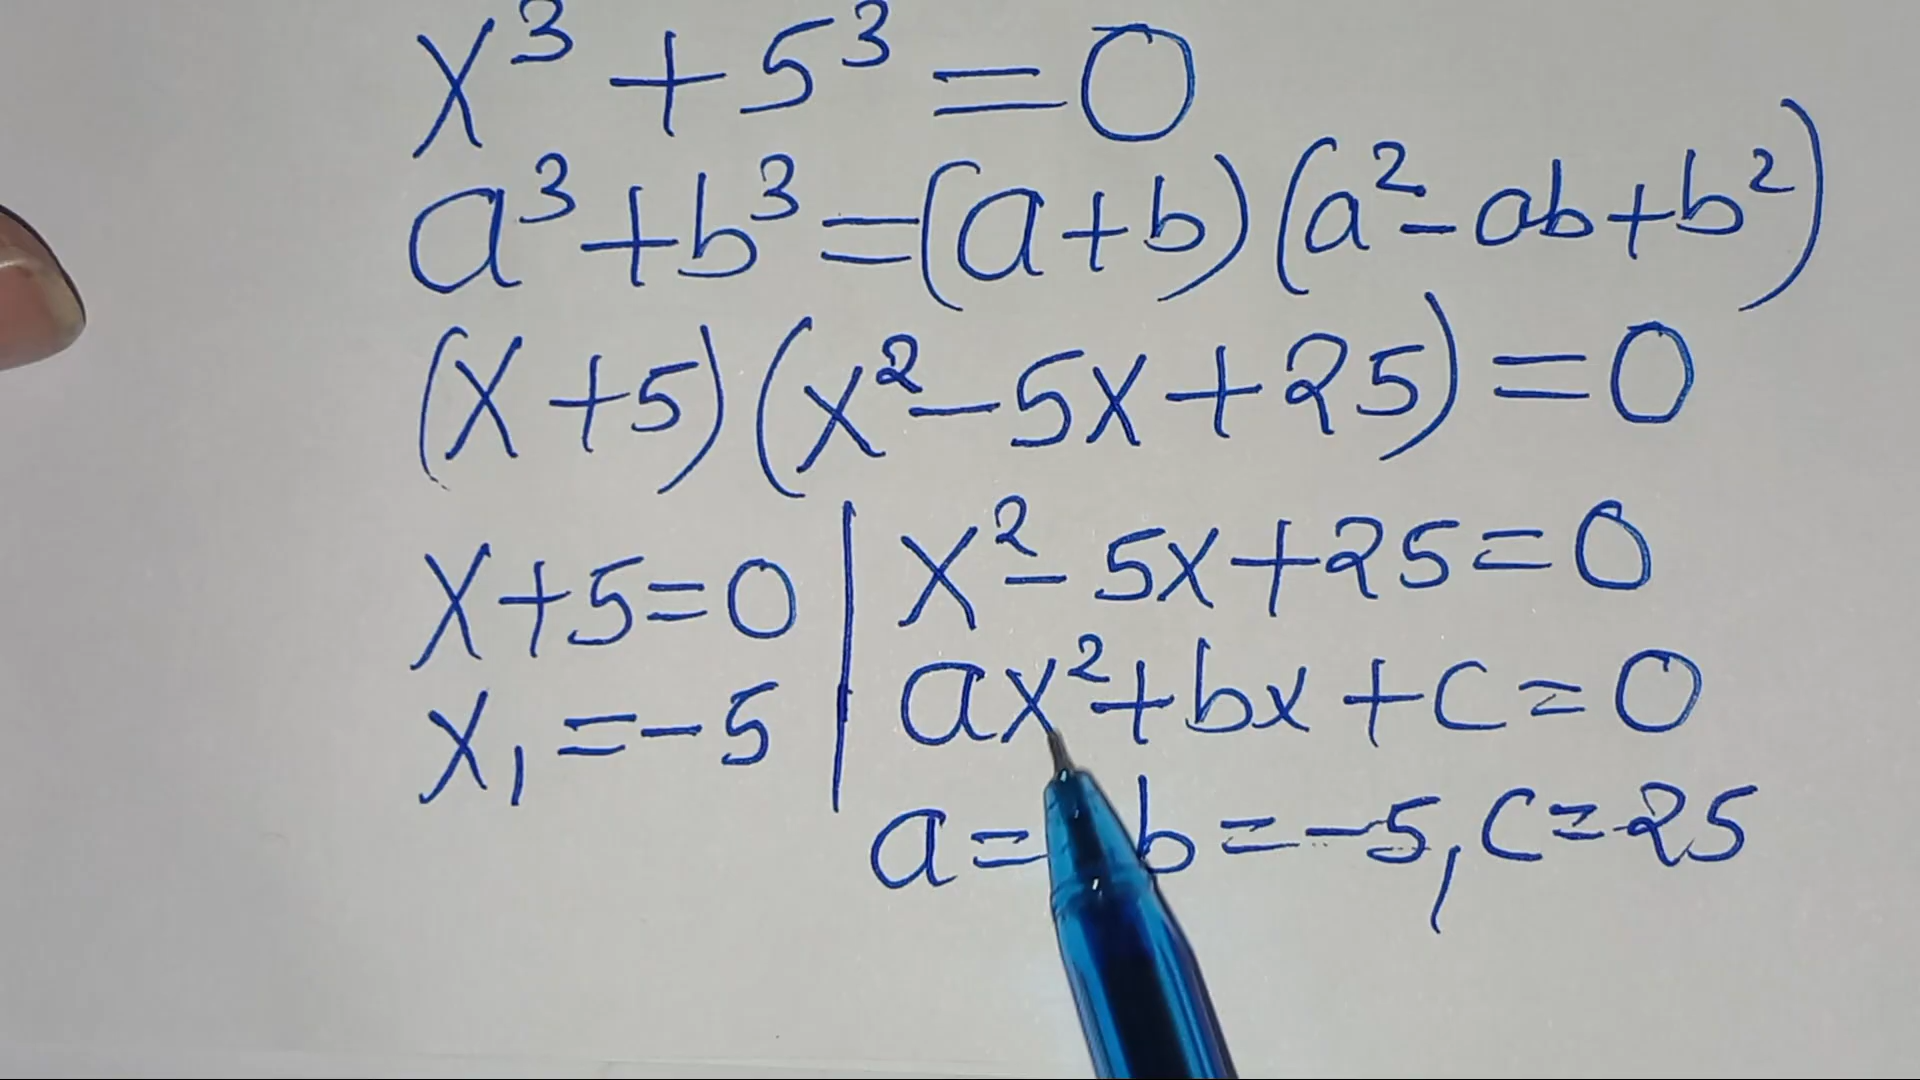 x³ + 5³ = 0
a³ + b³ = (a + b) (a² - ab + b²)
(x + 5) (x² - 5x + 25) = 0
x + 5 = 0
x₁ = -5
x² - 5x + 25 = 0
ax² + bx + c = 0
a = b = -5, c = 25